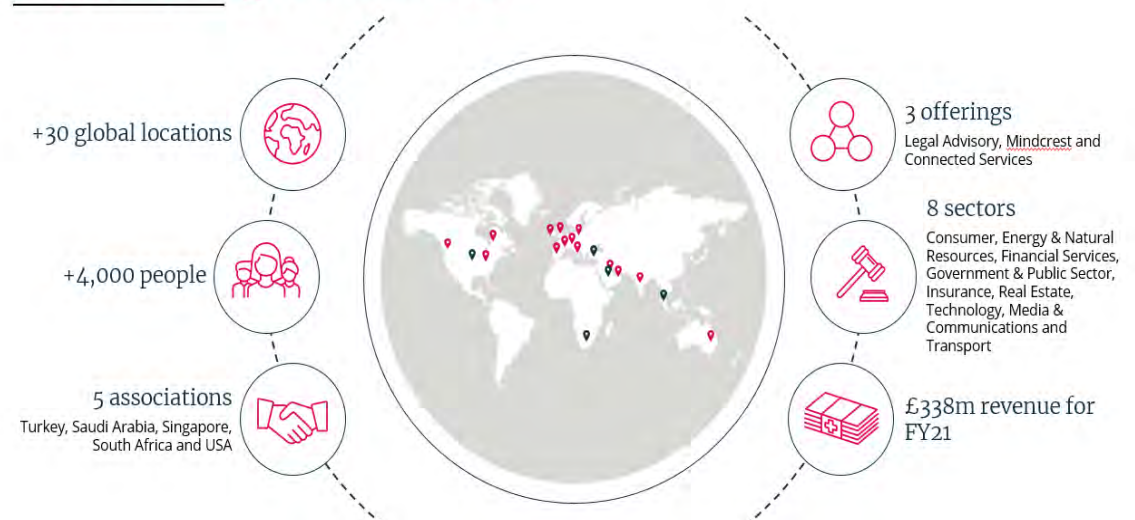 +30 global locations
+4,000 people
5 associations
Turkey, Saudi Arabia, Singapore,
South Africa and USA
3 offerings
Legal Advisory, Mindcrest and
Connected Services
8 sectors
Consumer, Energy & Natural
Resources, Financial Services,
Government & Public Sector,
Insurance, Real Estate,
Technology, Media &
Communications and
Transport
£338m revenue for
FY21